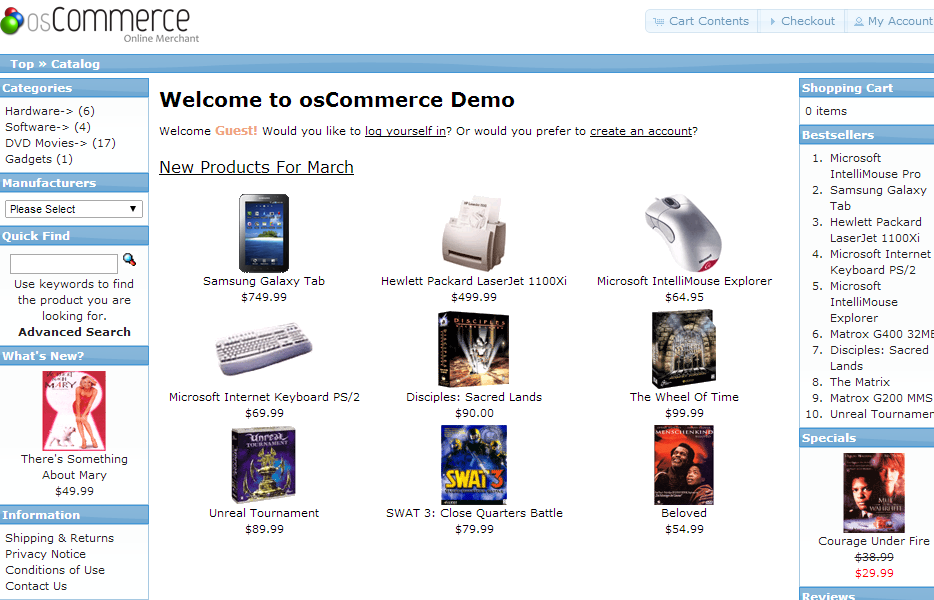 osCommerce
Online Merchant
Cart Contents
Checkout
My Account
Top » Catalog
Categories
Hardware-> (6)
Software-> (4)
DVD Movies-> (17)
Gadgets (1)
Manufacturers
Please Select
Quick Find
Use keywords to find
the product you are
looking for.
Advanced Search
What's New?
MARY
There's Something
About Mary
$49.99
Information
Shipping & Returns
Privacy Notice
Conditions of Use
Contact Us
Welcome to osCommerce Demo
Welcome Guest! Would you like to log yourself in? Or would you prefer to create an account?
New Products For March
Samsung Galaxy Tab
$749.99
Hewlett Packard LaserJet 1100Xi
$499.99
Microsoft IntelliMouse Explorer
$64.95
Microsoft Internet Keyboard PS/2
$69.99
DISCIPLES
Disciples: Sacred Lands
$90.00
The Wheel Of Time
$99.99
Unreal
TOURNAMENT
Unreal Tournament
$89.99
SWAT 3
SWAT 3: Close Quarters Battle
$79.99
MENSCHENKIND
Beloved
$54.99
Shopping Cart
0 items
Bestsellers
1. Microsoft
IntelliMouse Pro
2. Samsung Galaxy
Tab
3. Hewlett Packard
LaserJet 1100Xi
4. Microsoft Internet
Keyboard PS/2
5. Microsoft
IntelliMouse
Explorer
6. Matrox G400 32MB
7. Disciples: Sacred
Lands
8. The Matrix
9. Matrox G200 MMS
10. Unreal Tournamen
Specials
Courage Under Fire
$38.99
$29.99
Reviews